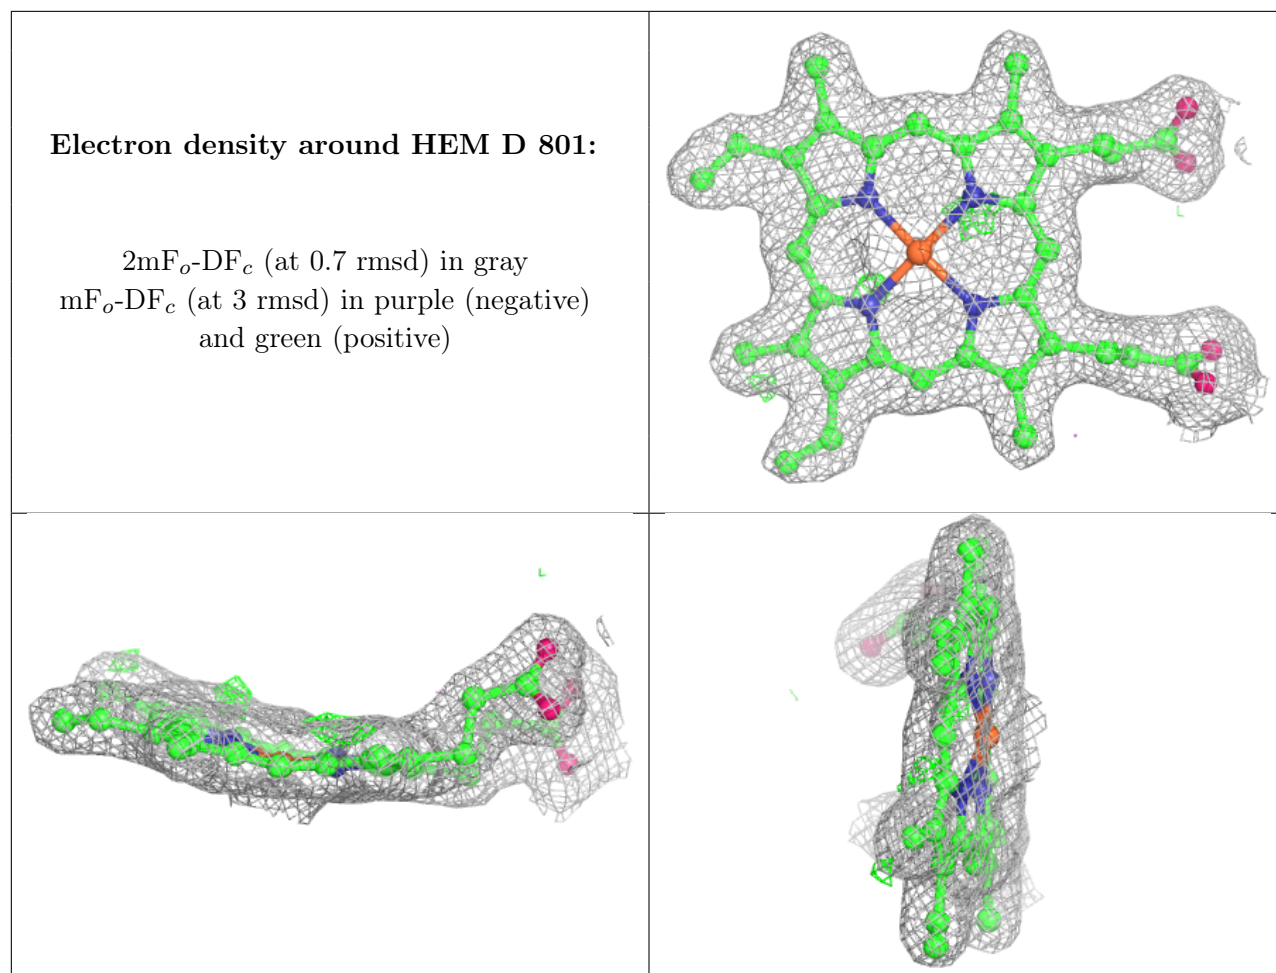 Electron density around HEM D 801:
2mFo-DFc (at 0.7 rmsd) in gray
mFo-DFc (at 3 rmsd) in purple (negative)
and green (positive)